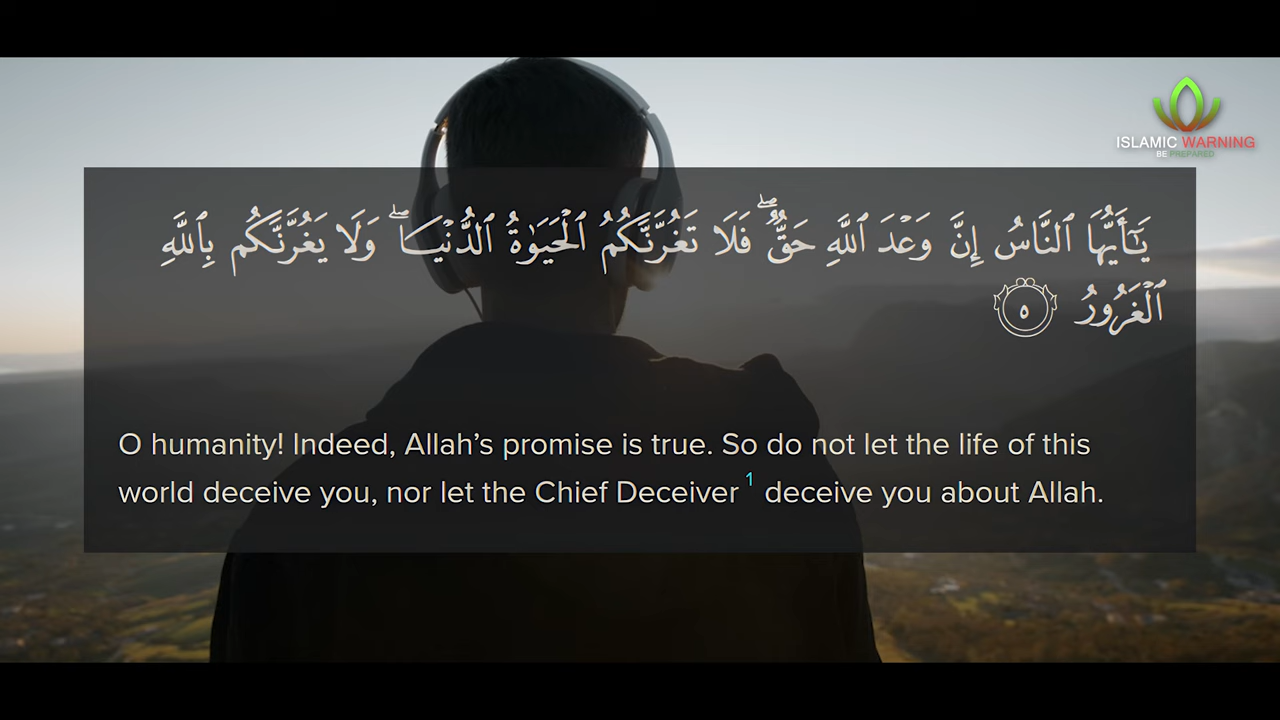 ISLAMIC WARNING
BE PREPARED
يَـٰٓأَيُّهَا ٱلنَّاسُ إِنَّ وَعْدَ ٱللَّهِ حَقٌّۭ ۖ فَلَا تَغُرَّنَّكُمُ ٱلْحَيَوٰةُ ٱلدُّنْيَا ۖ وَلَا يَغُرَّنَّكُم بِٱللَّهِ
ٱلْغَرُورُ ٥
O humanity! Indeed, Allah’s promise is true. So do not let the life of this
world deceive you, nor let the Chief Deceiver 1 deceive you about Allah.